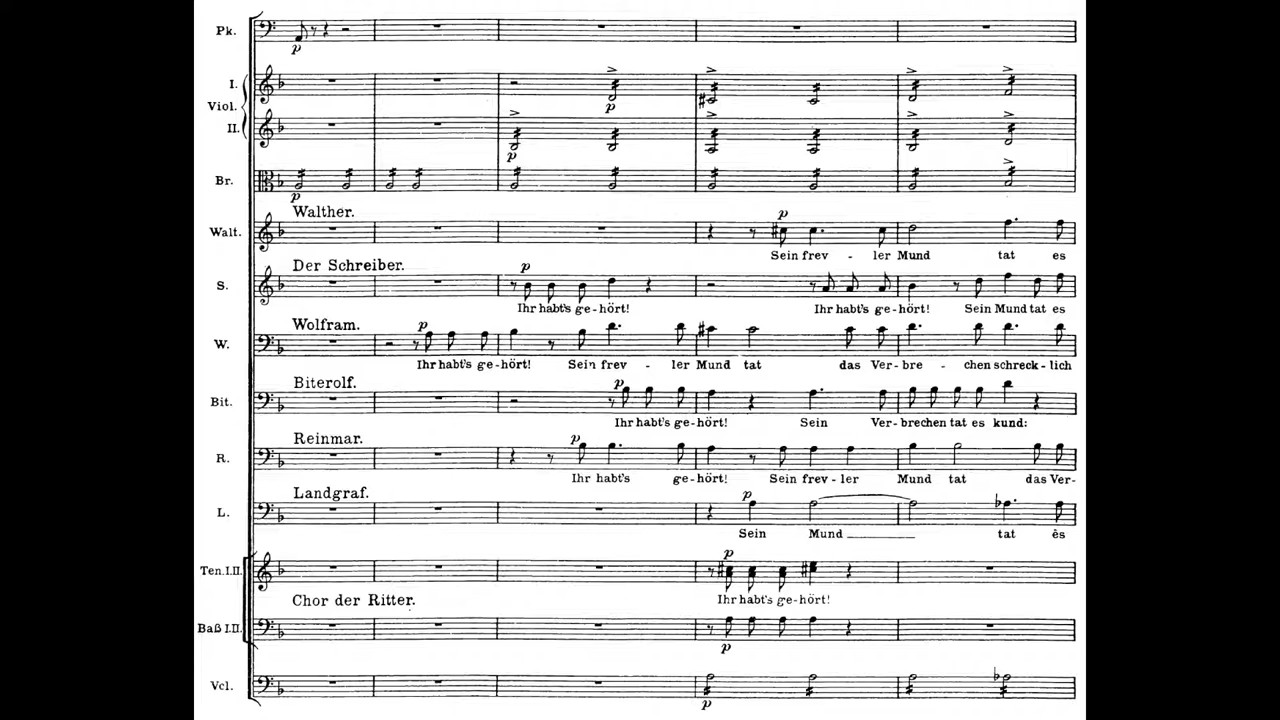 Pk.
p
I.
Viol.
p
II.
p
Br.
p
Walther.
Walt.
p
Sein frev - ler Mund tat es
Der Schreiber.
S.
p
Ihr habt's ge-hört! Ihr habt's ge-hört! Sein Mund tat es
Wolfram.
W.
p
Ihr habt's ge-hört! Sein frev - ler Mund tat das Ver-bre - chen schreck-lich
Biterolf.
Bit.
p
Ihr habt's ge-hört! Sein Ver-brechen tat es kund:
Reinmar.
R.
p
Ihr habt's ge-hört! Sein frev-ler Mund tat das Ver-
Landgraf.
L.
p
Sein Mund tat es
Ten.I.II.
p
Chor der Ritter. Ihr habt's ge-hört!
Baß I.II.
p
Vcl.
p